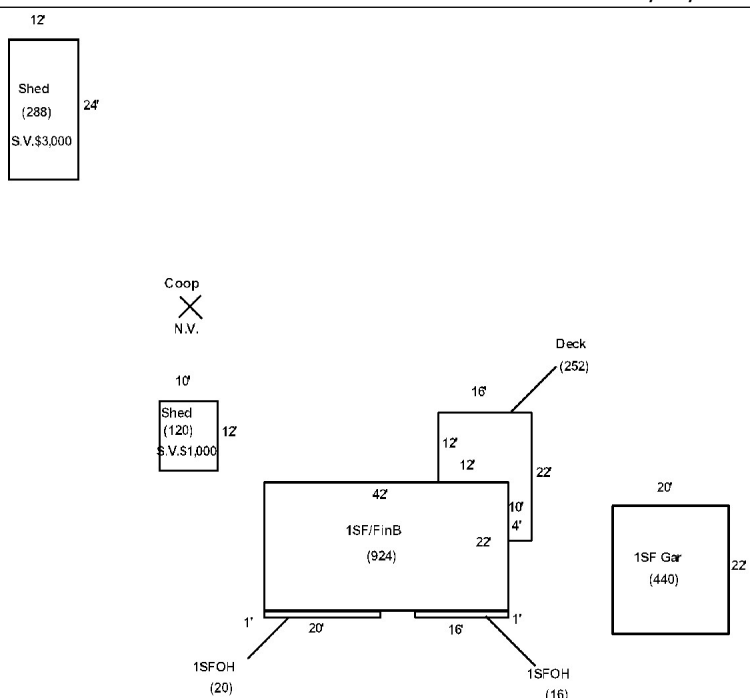 12'
Shed
(288)
24'
S.V.$3,000
Coop
N.V.
Deck
(252)
10'
16'
Shed
(120)
12'
S.V.$1,000
12'
12'
22'
42'
10'
4'
20'
1SF/FinB
22'
(924)
1SF Gar
22'
(440)
1'
20'
16'
1'
1SFOH
(20)
1SFOH
(16)